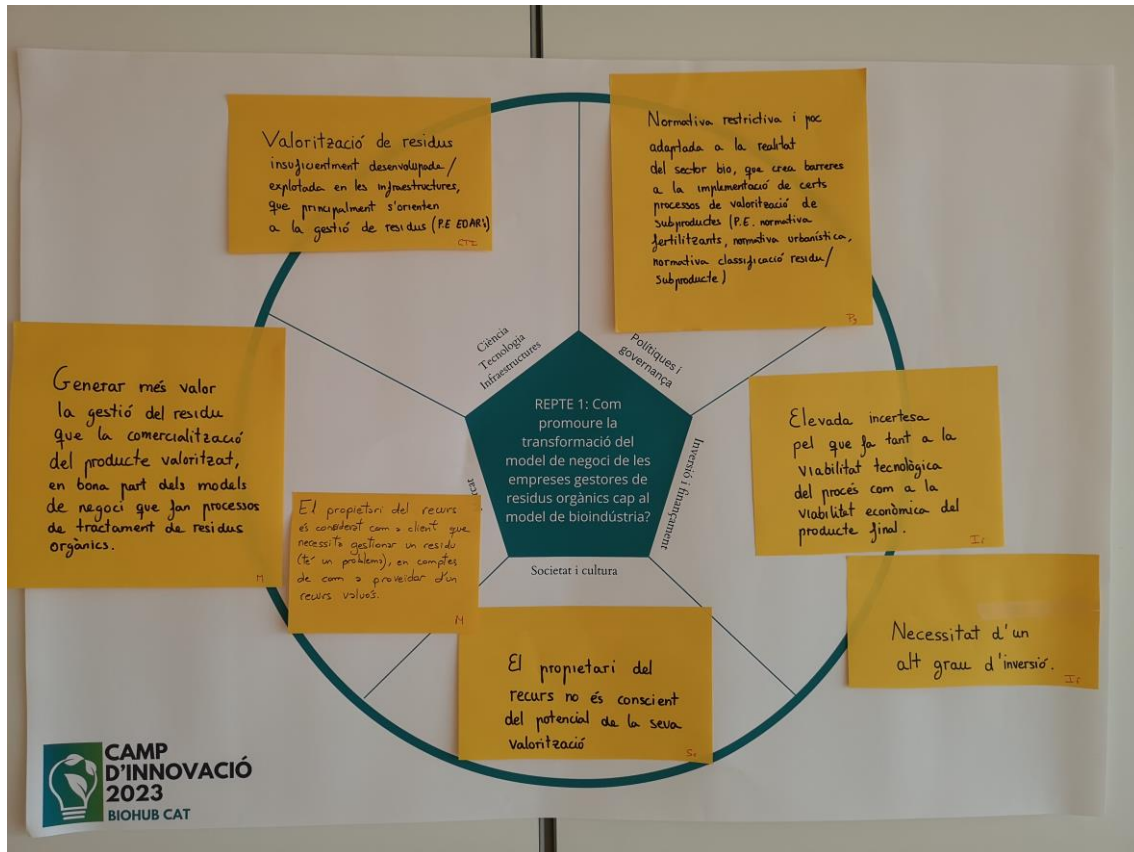 Valorització de residus
insuficientment desenvolupada/
explotada en les infraestructures,
que principalment s'orienten
a la gestió de residus (P.E EDAR's)
CTI
Normativa restrictiva i poc
adaptada a la realitat
del sector bio, que crea barreres
a la implementació de certs
processos de valorització de
subproductes (P.E. normativa
fertilitzants, normativa urbanística,
normativa classificació residu/
subproducte)
Generar més valor
la gestió del residu
que la comercialització
del producte valoritzat,
en bona part dels models
de negoci que fan processos
de tractament de residus
orgànics.
M
El propietari del recurs
és considerat com a client que
necessita gestionar un residu
(té un problema), en comptes
de com a proveidor d'un
recurs valuós.
M
Ciència
Tecnologia
Infraestructures
Polítiques i
governança
Inversió i finançament
Societat i cultura
REPTE 1: Com
promoure la
transformació del
model de negoci de les
empreses gestores de
residus orgànics cap al
model de bioindústria?
Elevada incertesa
pel que fa tant a la
viabilitat tecnològica
del procés com a la
viabilitat econòmica del
producte final.
Necessitat d'un
alt grau d'inversió.
El propietari del
recurs no és conscient
del potencial de la seva
valorització
CAMP
D'INNOVACIÓ
2023
BIOHUB CAT